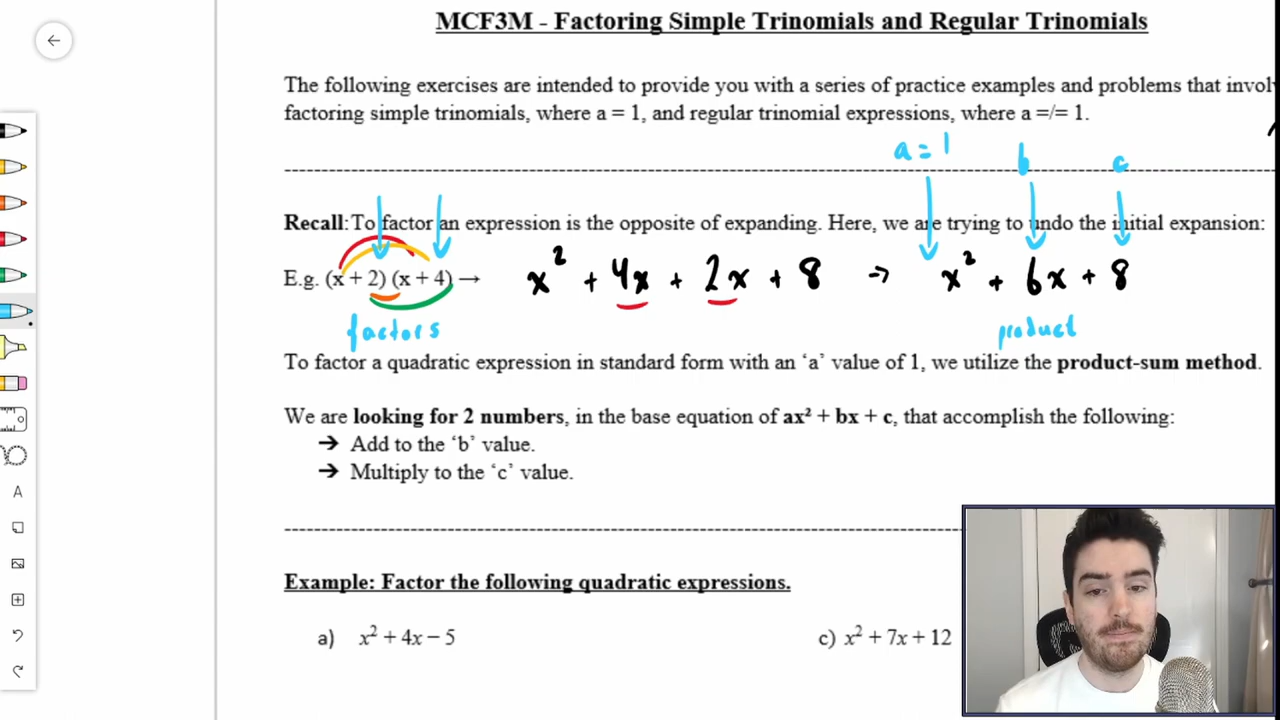 MCF3M - Factoring Simple Trinomials and Regular Trinomials
The following exercises are intended to provide you with a series of practice examples and problems that invol
factoring simple trinomials, where a = 1, and regular trinomial expressions, where a =/= 1.
a = 1 b c
Recall: To factor an expression is the opposite of expanding. Here, we are trying to undo the initial expansion:
E.g. (x + 2) (x + 4) → x² + 4x + 2x + 8 ⇒ x² + 6x + 8
factors product
To factor a quadratic expression in standard form with an ‘a’ value of 1, we utilize the product-sum method.
We are looking for 2 numbers, in the base equation of ax² + bx + c, that accomplish the following:
➔ Add to the ‘b’ value.
➔ Multiply to the ‘c’ value.
Example: Factor the following quadratic expressions.
a) x² + 4x – 5 c) x² + 7x + 12
A